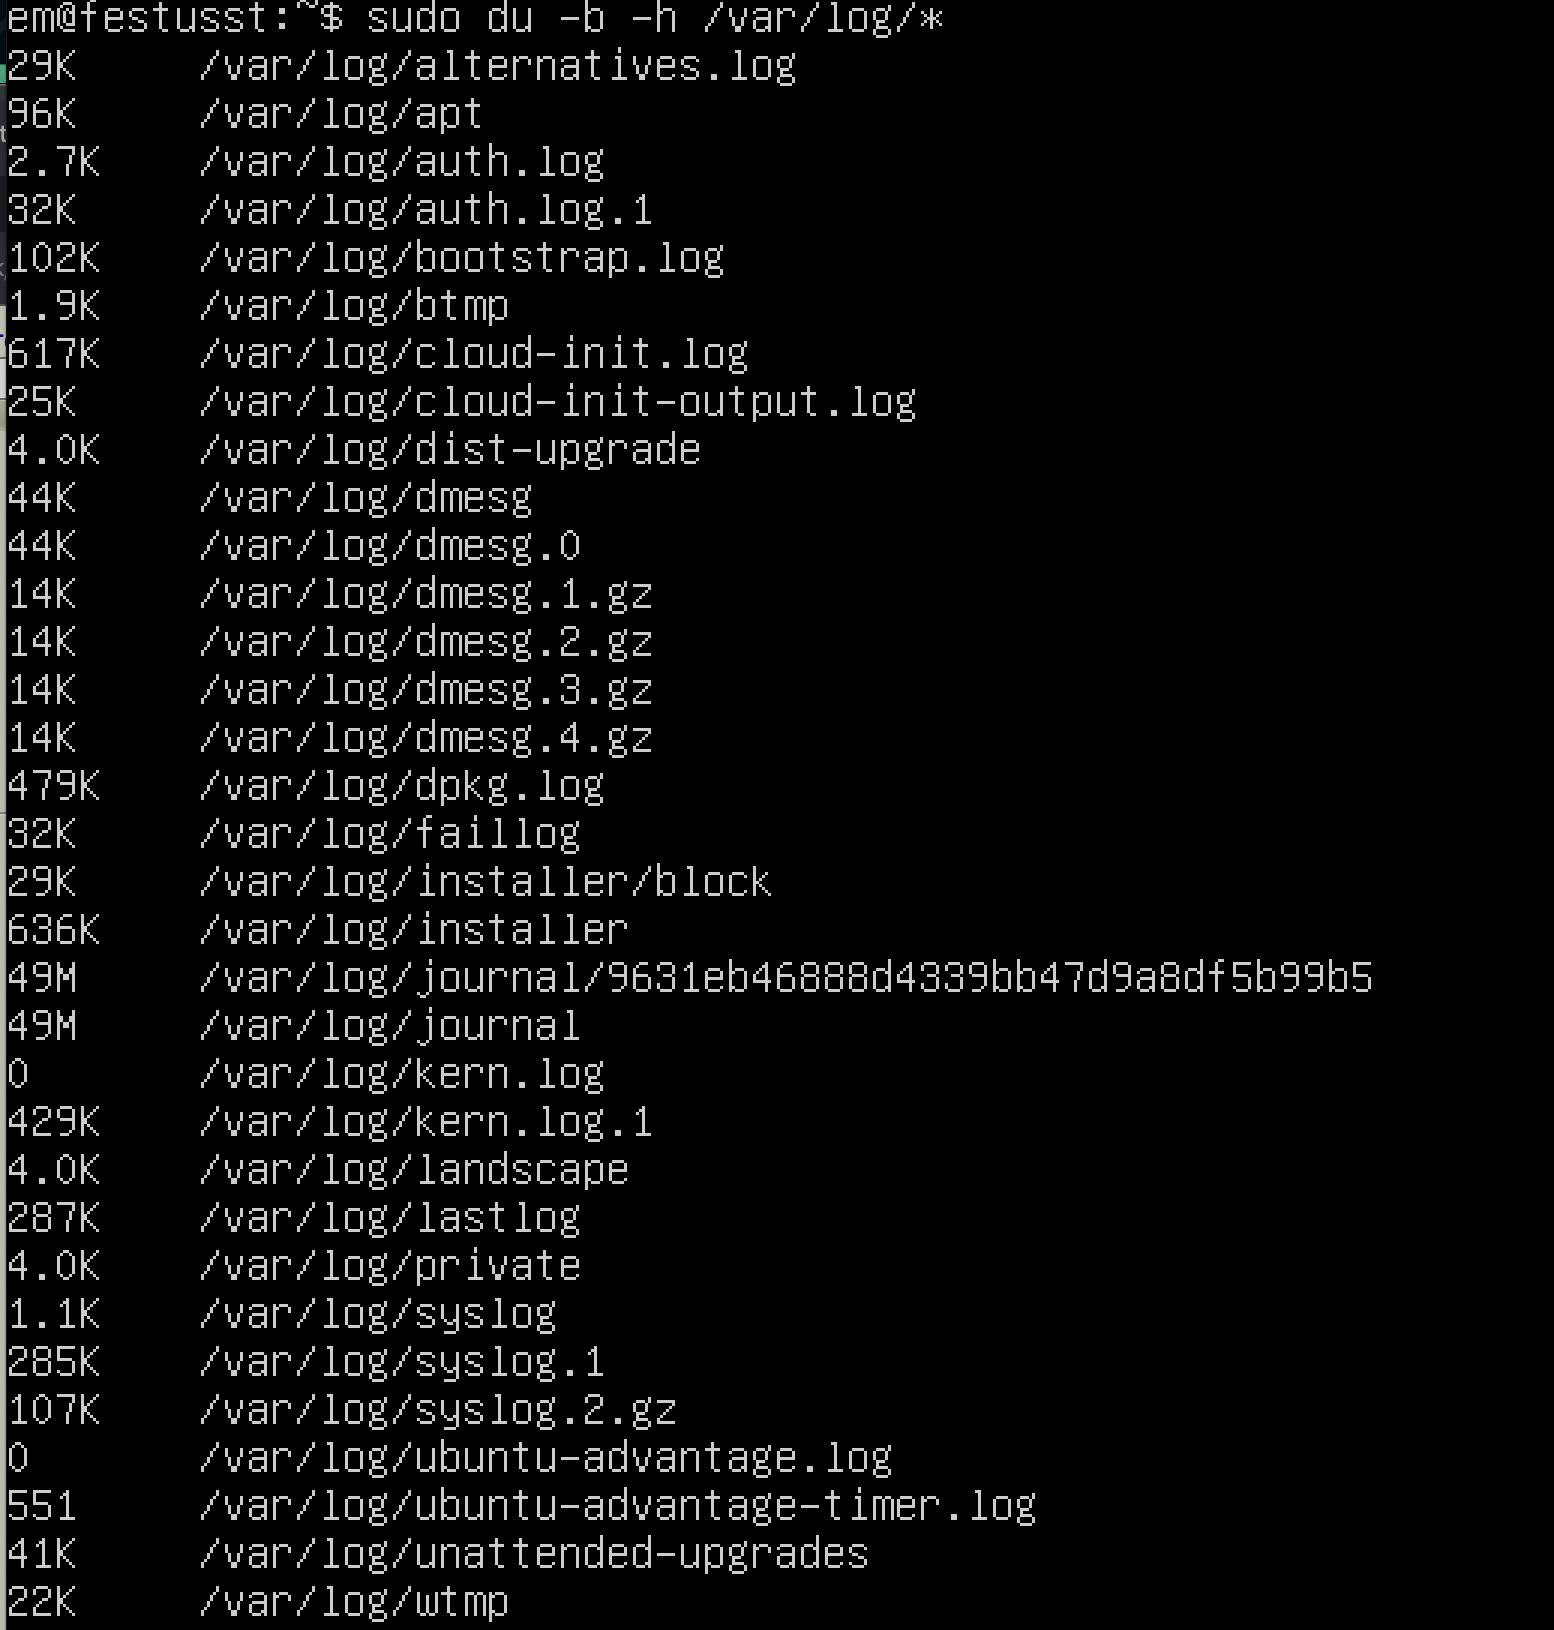 em@festusst:~$ sudo du -b -h /var/log/*
29K /var/log/alternatives.log
96K /var/log/apt
2.7K /var/log/auth.log
32K /var/log/auth.log.1
102K /var/log/bootstrap.log
1.9K /var/log/btmp
617K /var/log/cloud-init.log
25K /var/log/cloud-init-output.log
4.0K /var/log/dist-upgrade
44K /var/log/dmesg
44K /var/log/dmesg.0
14K /var/log/dmesg.1.gz
14K /var/log/dmesg.2.gz
14K /var/log/dmesg.3.gz
14K /var/log/dmesg.4.gz
479K /var/log/dpkg.log
32K /var/log/faillog
29K /var/log/installer/block
636K /var/log/installer
49M /var/log/journal/9631eb46888d4339bb47d9a8df5b99b5
49M /var/log/journal
0 /var/log/kern.log
429K /var/log/kern.log.1
4.0K /var/log/landscape
287K /var/log/lastlog
4.0K /var/log/private
1.1K /var/log/syslog
285K /var/log/syslog.1
107K /var/log/syslog.2.gz
0 /var/log/ubuntu-advantage.log
551 /var/log/ubuntu-advantage-timer.log
41K /var/log/unattended-upgrades
22K /var/log/wtmp